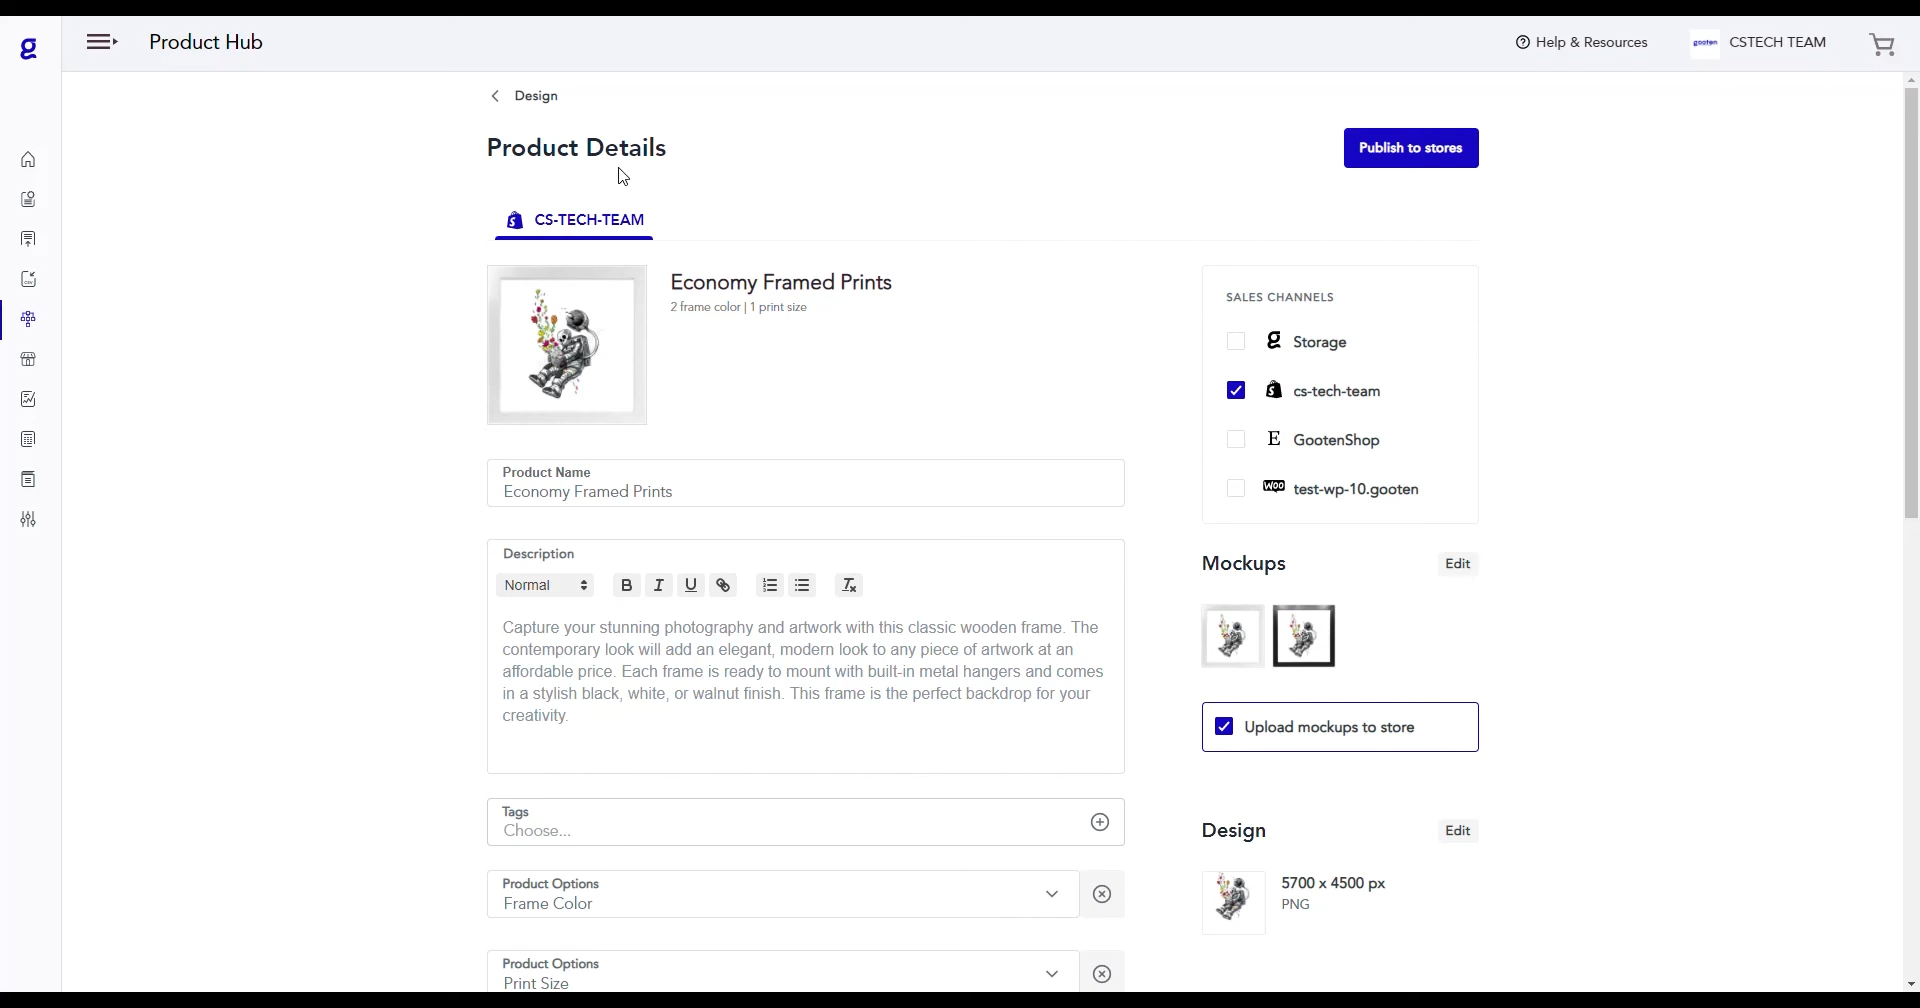 g
Product Hub
Help & Resources
gooten
CSTECH TEAM
Design
Product Details
Publish to stores
CS-TECH-TEAM
Economy Framed Prints
2 frame color | 1 print size
SALES CHANNELS
g Storage
cs-tech-team
E GootenShop
WOO test-wp-10.gooten
Product Name
Economy Framed Prints
Description
Normal
B I U
Capture your stunning photography and artwork with this classic wooden frame. The
contemporary look will add an elegant, modern look to any piece of artwork at an
affordable price. Each frame is ready to mount with built-in metal hangers and comes
in a stylish black, white, or walnut finish. This frame is the perfect backdrop for your
creativity.
Mockups
Edit
Upload mockups to store
Tags
Choose...
Design
Edit
5700 x 4500 px
PNG
Product Options
Frame Color
Product Options
Print Size